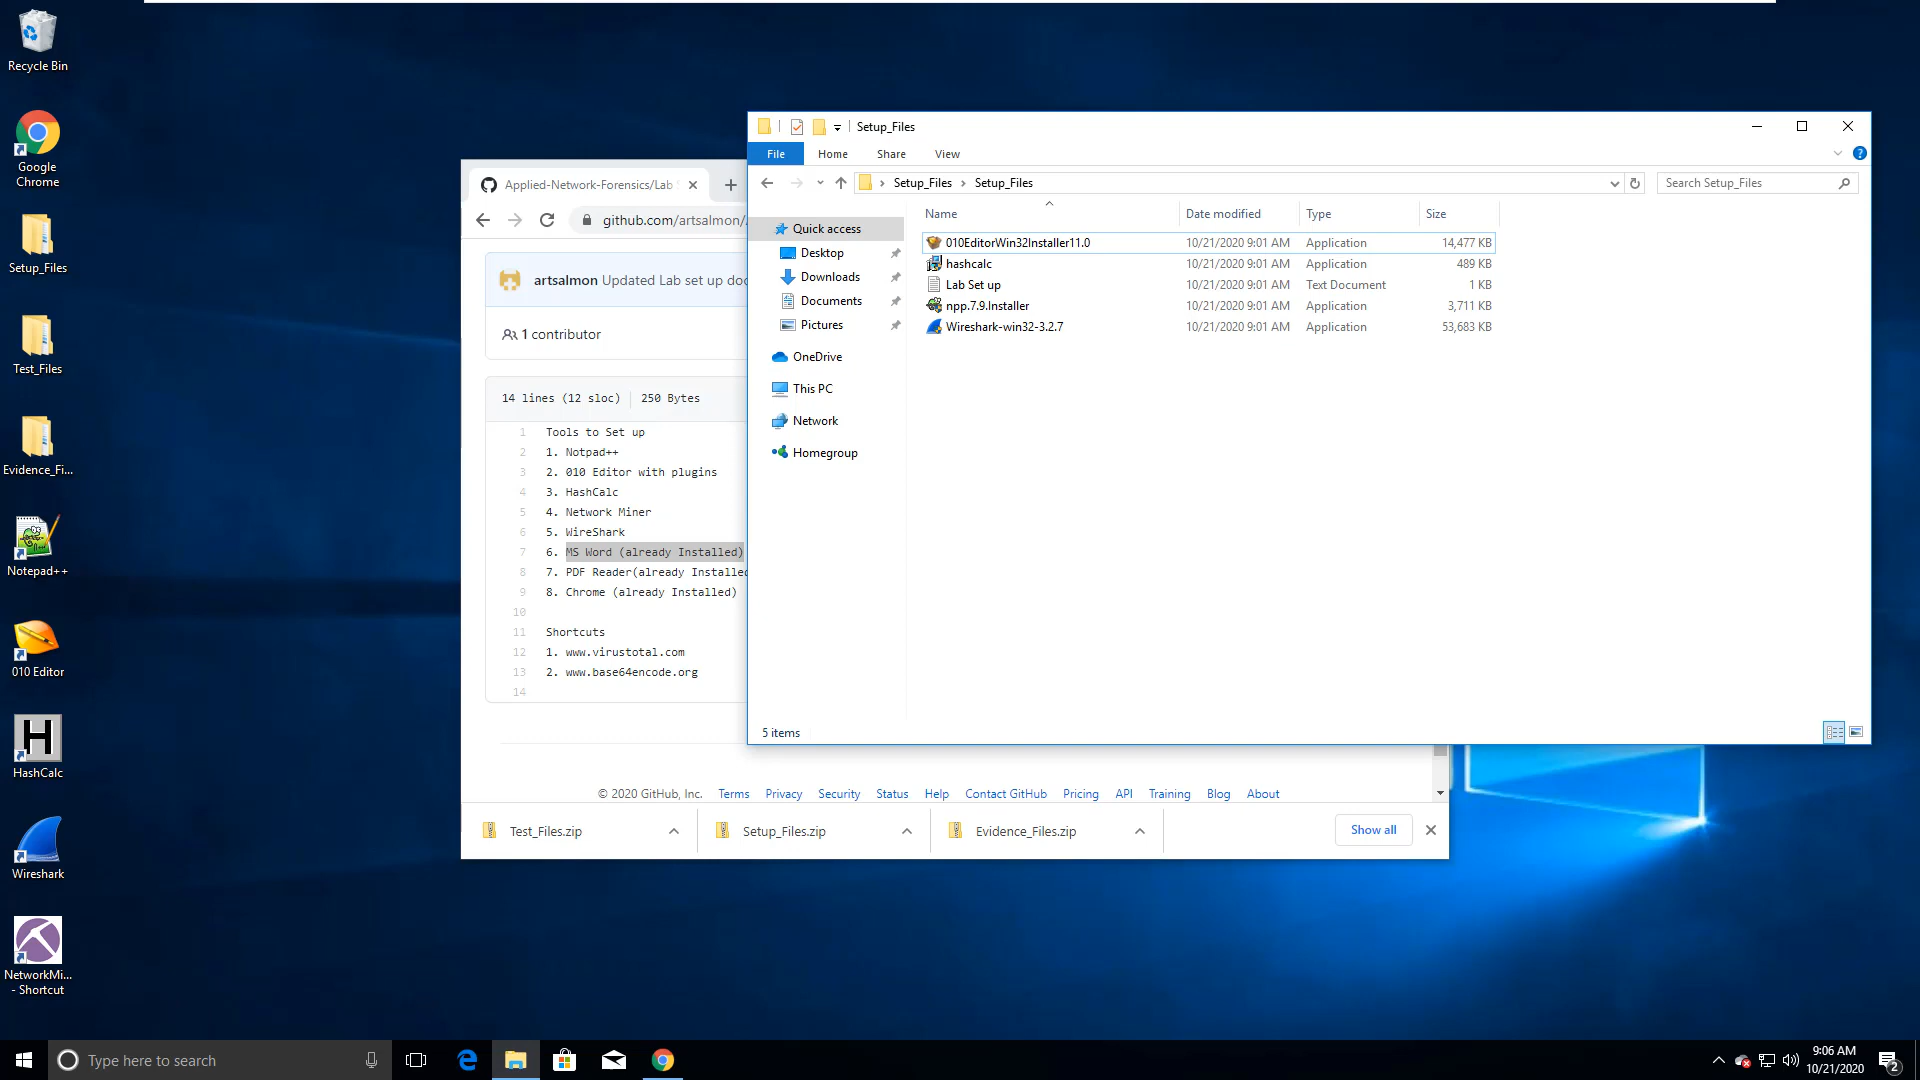 Recycle Bin
Google
Chrome
Setup_Files
Test_Files
Evidence_Fi...
Notepad++
010 Editor
HashCalc
Wireshark
NetworkMi...
- Shortcut
Applied-Network-Forensics/Lab
github.com/artsalmon/
artsalmon Updated Lab set up doc
1 contributor
14 lines (12 sloc) 250 Bytes
1 Tools to Set up
2 1. Notpad++
3 2. 010 Editor with plugins
4 3. HashCalc
5 4. Network Miner
6 5. WireShark
7 6. MS Word (already Installed)
8 7. PDF Reader(already Installed
9 8. Chrome (already Installed)
10
11 Shortcuts
12 1. www.virustotal.com
13 2. www.base64encode.org
14
© 2020 GitHub, Inc. Terms Privacy Security Status Help Contact GitHub Pricing API Training Blog About
Test_Files.zip Setup_Files.zip Evidence_Files.zip Show all
Setup_Files
File Home Share View
Setup_Files Setup_Files
Search Setup_Files
Quick access
Desktop
Downloads
Documents
Pictures
OneDrive
This PC
Network
Homegroup
Name Date modified Type Size
010EditorWin32Installer11.0 10/21/2020 9:01 AM Application 14,477 KB
hashcalc 10/21/2020 9:01 AM Application 489 KB
Lab Set up 10/21/2020 9:01 AM Text Document 1 KB
npp.7.9.Installer 10/21/2020 9:01 AM Application 3,711 KB
Wireshark-win32-3.2.7 10/21/2020 9:01 AM Application 53,683 KB
5 items
Type here to search
9:06 AM
10/21/2020
2